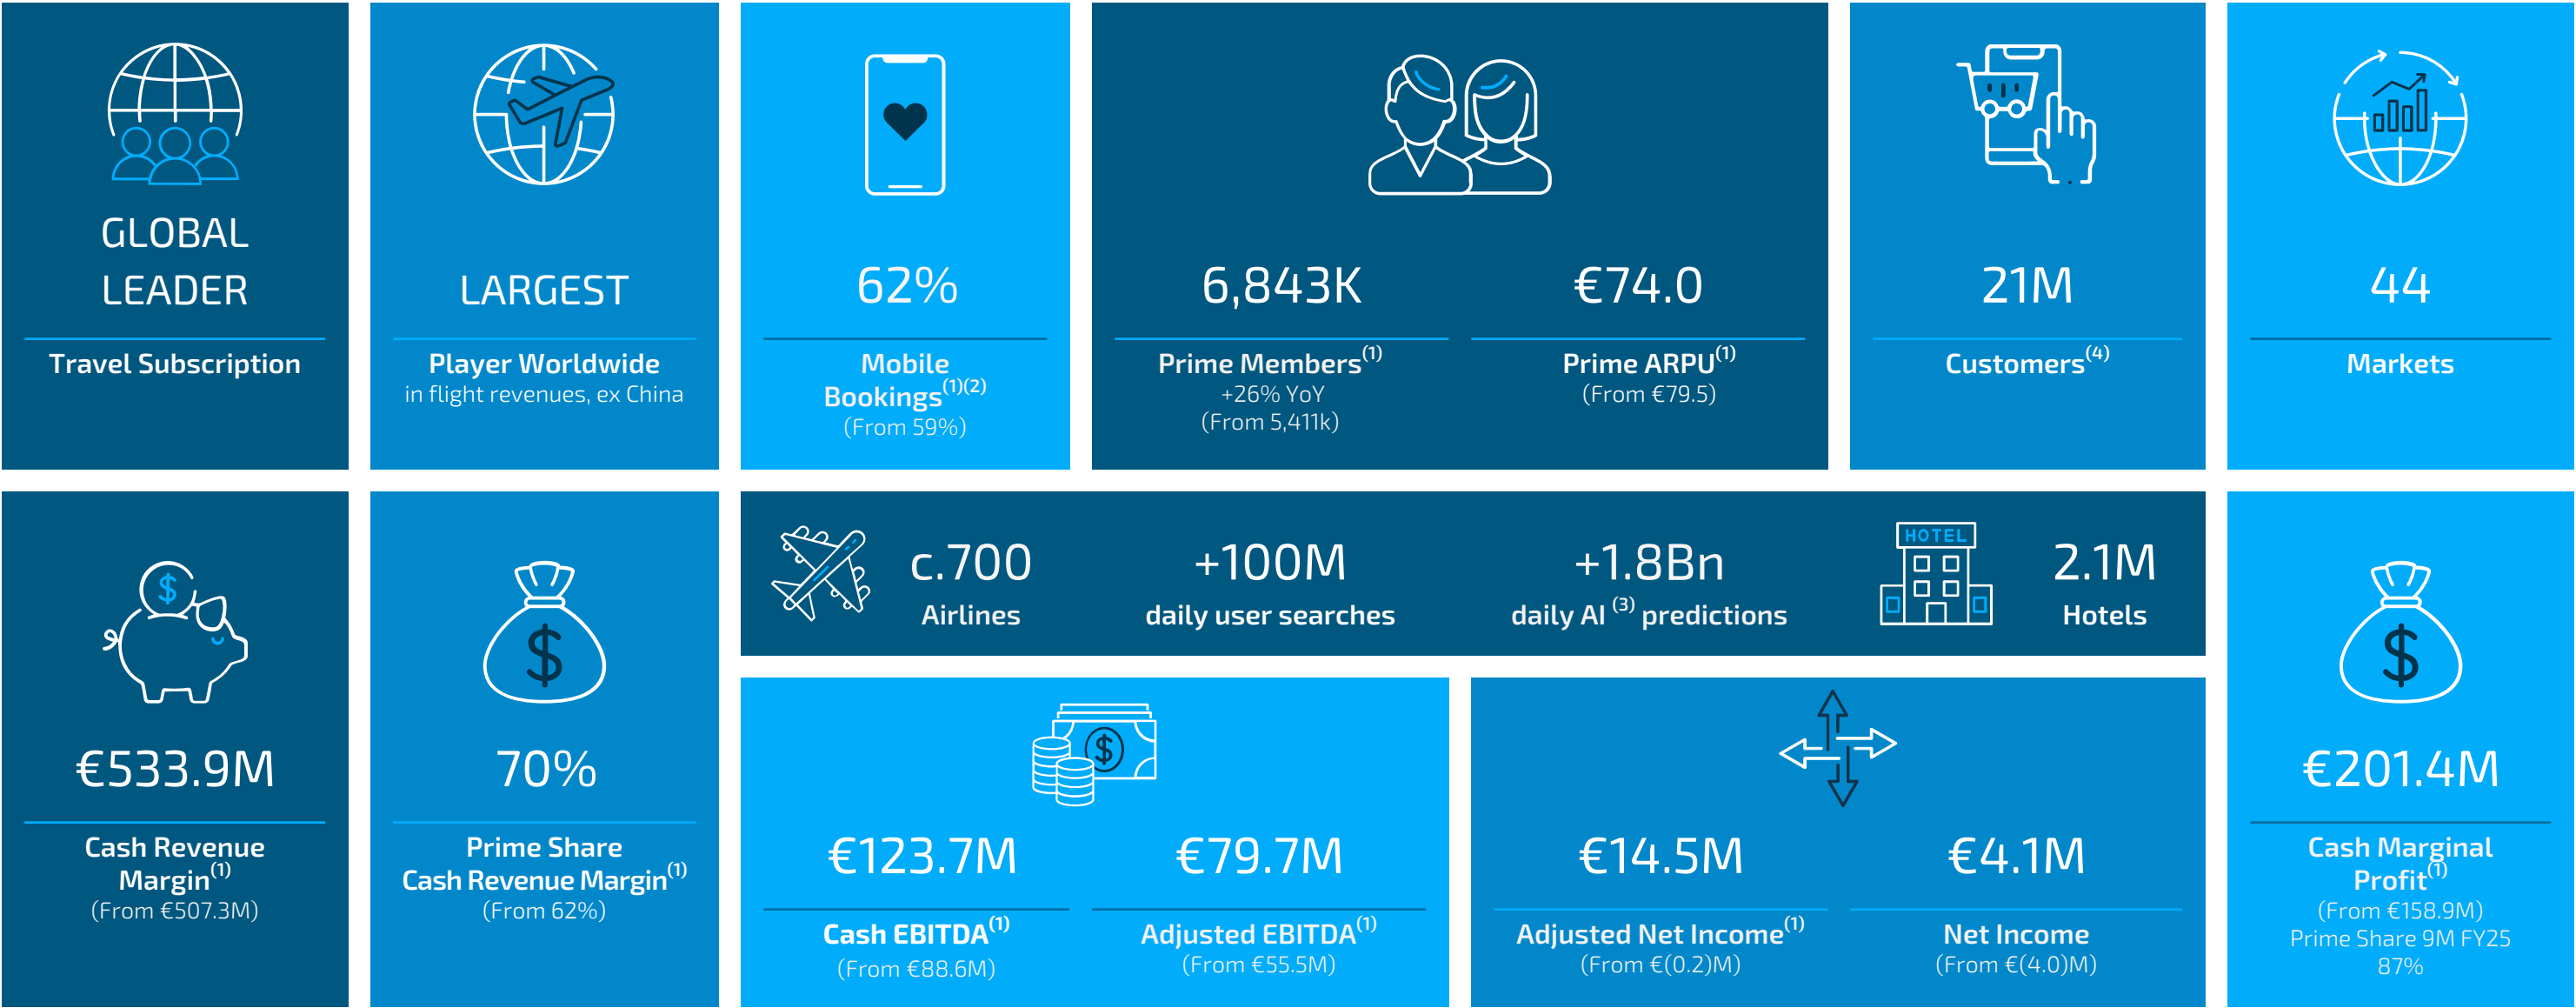 GLOBAL
LEADER
Travel Subscription
LARGEST
Player Worldwide
in flight revenues, ex China
62%
Mobile
Bookings(1)(2)
(From 59%)
6,843K
Prime Members(1)
+26% YoY
(From 5,411k)
€74.0
Prime ARPU(1)
(From €79.5)
21M
Customers(4)
44
Markets
$
€533.9M
Cash Revenue
Margin(1)
(From €507.3M)
$
70%
Prime Share
Cash Revenue Margin(1)
(From 62%)
c.700
Airlines
+100M
daily user searches
+1.8Bn
daily AI (3) predictions
HOTEL
2.1M
Hotels
$
€123.7M
Cash EBITDA(1)
(From €88.6M)
€79.7M
Adjusted EBITDA(1)
(From €55.5M)
€14.5M
Adjusted Net Income(1)
(From €(0.2)M)
€4.1M
Net Income
(From €(4.0)M)
$
€201.4M
Cash Marginal
Profit(1)
(From €158.9M)
Prime Share 9M FY25
87%